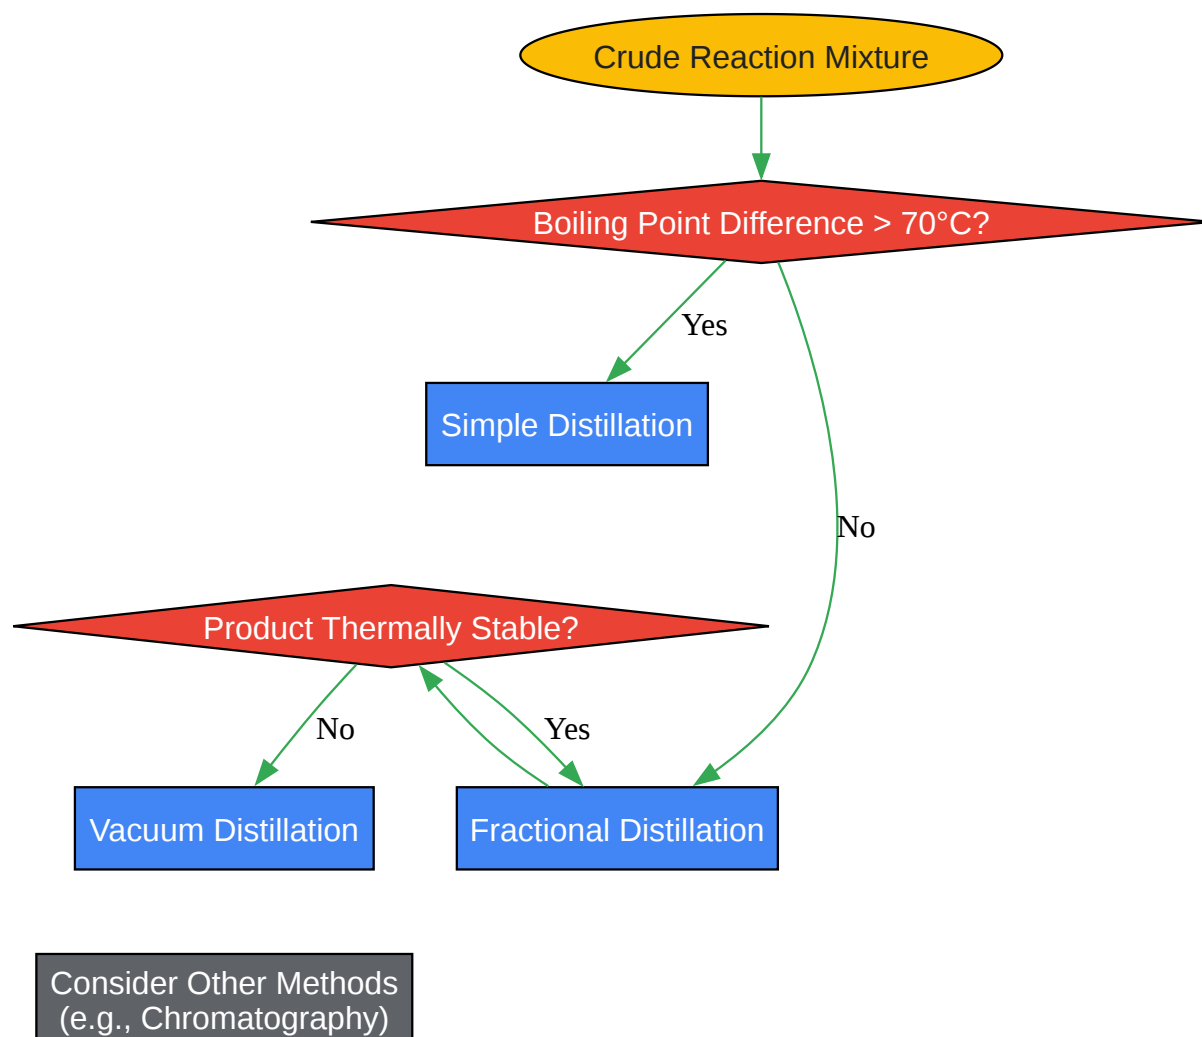 Crude Reaction Mixture
Boiling Point Difference > 70°C?
Yes
Simple Distillation
No
Product Thermally Stable?
No
Yes
Vacuum Distillation
Fractional Distillation
Consider Other Methods
(e.g., Chromatography)